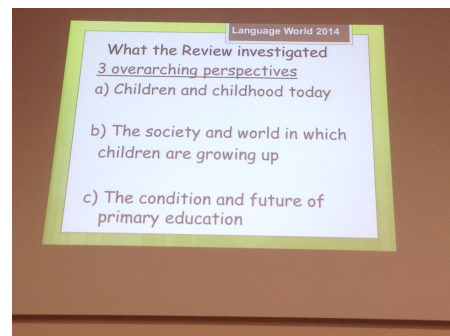 Language World 2014
What the Review investigated
3 overarching perspectives
a) Children and childhood today
b) The society and world in which
children are growing up
c) The condition and future of
primary education